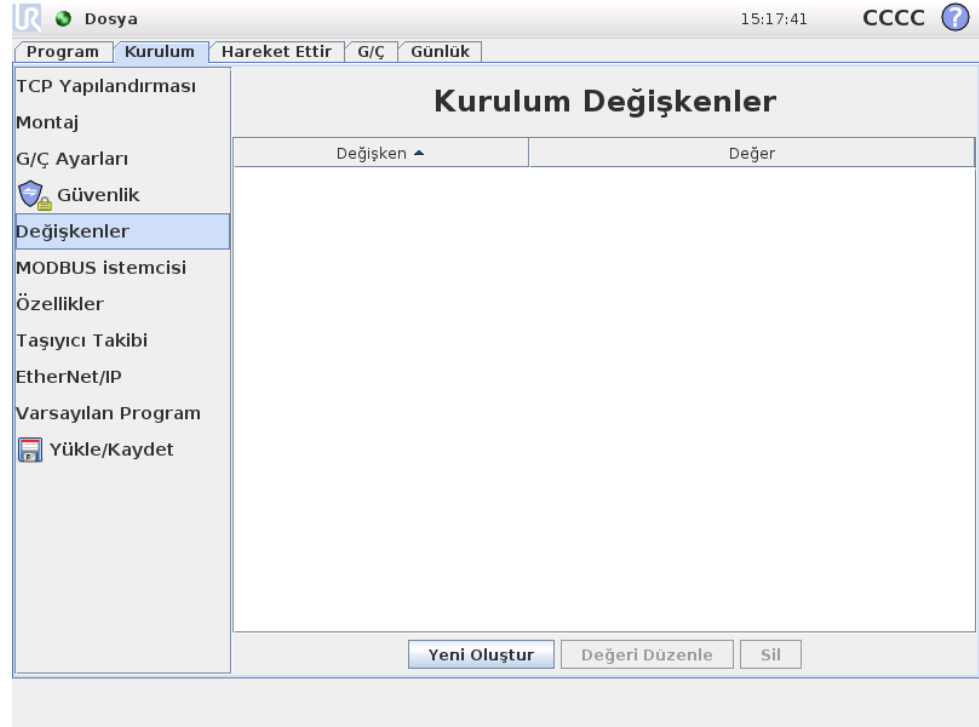 Dosya 15:17:41 CCCC ?
Program Kurulum Hareket Ettir G/Ç Günlük
TCP Yapılandırması
Montaj
G/Ç Ayarları
Güvenlik
Değişkenler
MODBUS istemcisi
Özellikler
Taşıyıcı Takibi
EtherNet/IP
Varsayılan Program
Yükle/Kaydet
Kurulum Değişkenler
Değişken Değer
Yeni Oluştur Değeri Düzenle Sil